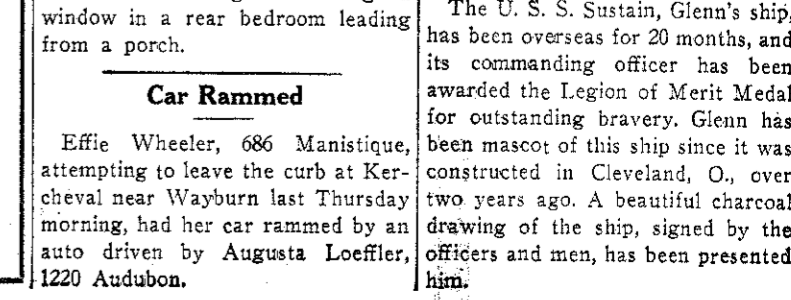 window in a rear bedroom leading
from a porch.
Car Rammed
Effie Wheeler, 686 Manistique,
attempting to leave the curb at Ker-
cheval near Wayburn last Thursday
morning, had her car rammed by an
auto driven by Augusta Loeffler,
1220 Audubon.
The U. S. S. Sustain, Glenn's ship,
has been overseas for 20 months, and
its commanding officer has been
awarded the Legion of Merit Medal
for outstanding bravery. Glenn has
been mascot of this ship since it was
constructed in Cleveland, O., over
two years ago. A beautiful charcoal
drawing of the ship, signed by the
officers and men, has been presented
him.